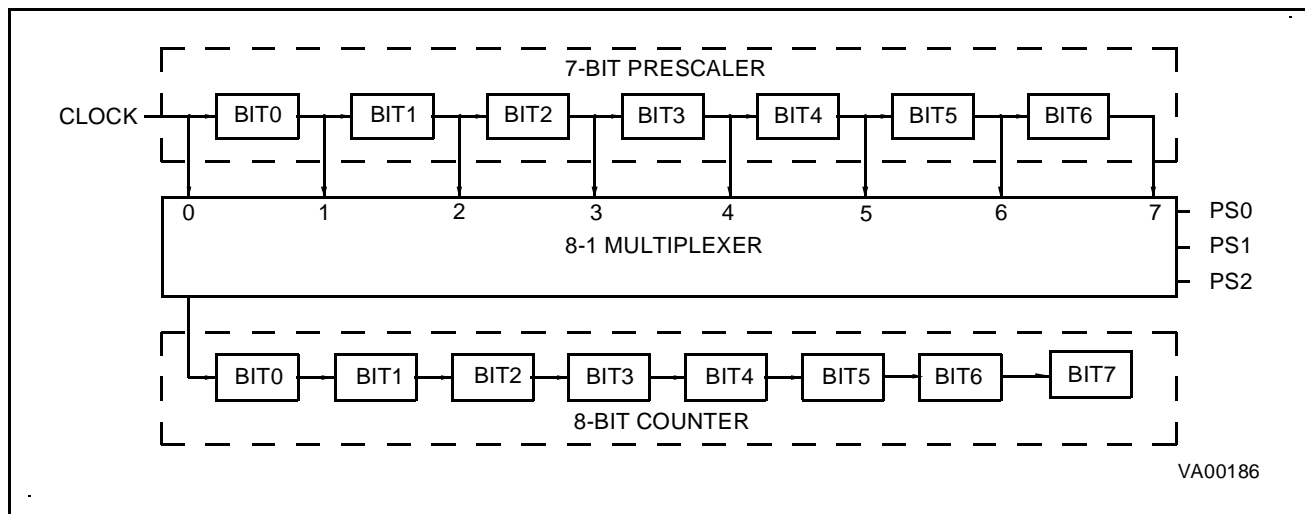 7-BIT PRESCALER
CLOCK BIT0 BIT1 BIT2 BIT3 BIT4 BIT5 BIT6
0 1 2 3 4 5 6 7 PS0
8-1 MULTIPLEXER PS1
PS2
BIT0 BIT1 BIT2 BIT3 BIT4 BIT5 BIT6 BIT7
8-BIT COUNTER
VA00186